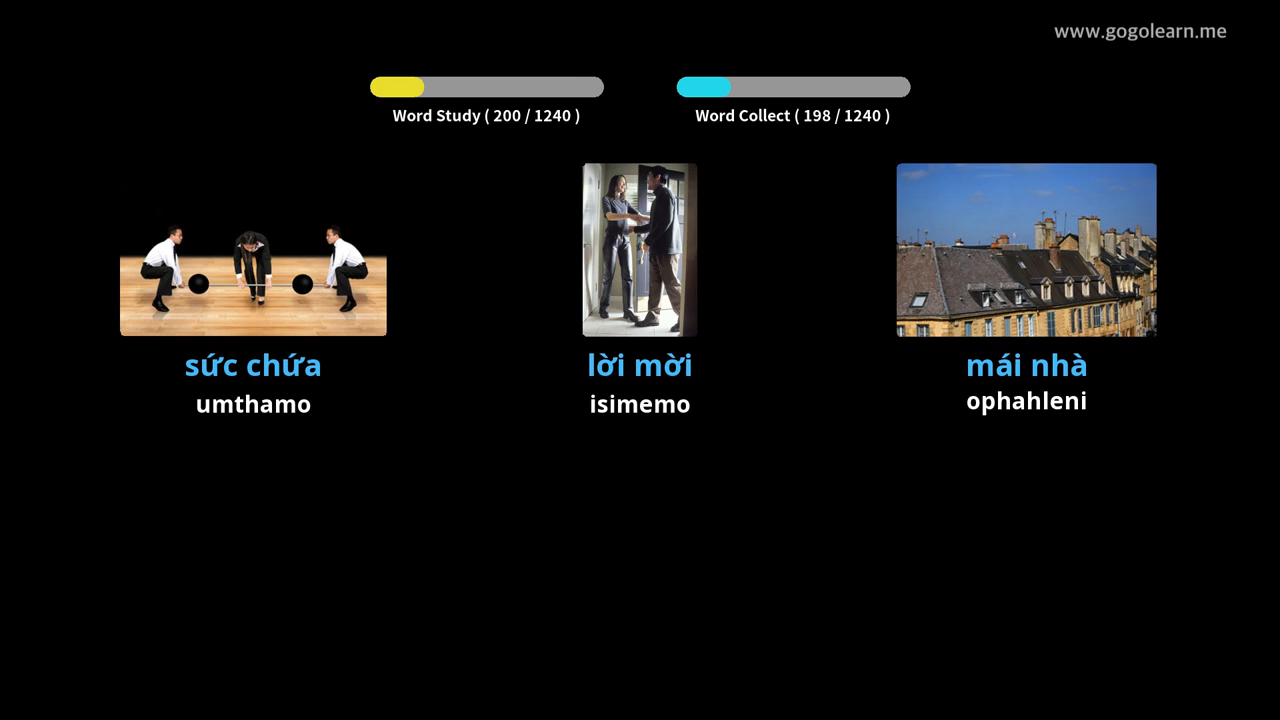 www.gogolearn.me
Word Study ( 200 / 1240 )
Word Collect ( 198 / 1240 )
sức chứa
umthamo
lời mời
isimemo
mái nhà
ophahleni